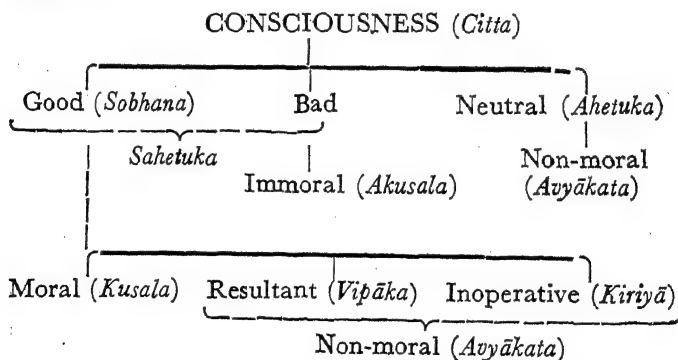 CONSCIOUSNESS (Citta)
Good (Sobhana) Bad Neutral (Ahetuka)
Sahetuka
Non-moral
Immoral (Akusala) (Avyākata)
Moral (Kusala) Resultant (Vipāka) Inoperative (Kiriyā)
Non-moral (Avyākata)